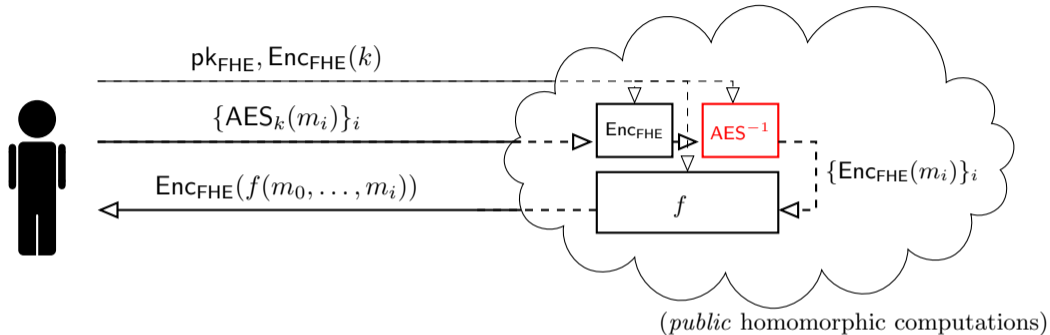 pk_FHE, Enc_FHE(k)
{AES_k(m_i)}_i
Enc_FHE
AES^{-1}
{Enc_FHE(m_i)}_i
Enc_FHE(f(m_0, . . . , m_i))
f
(public homomorphic computations)